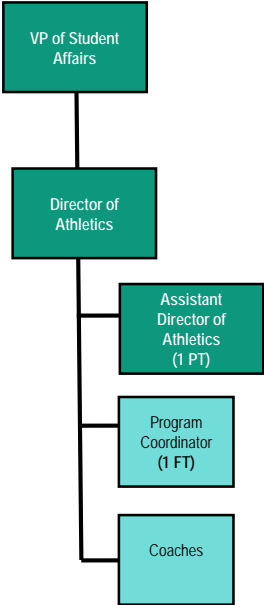 VP of Student
Affairs
Director of
Athletics
Assistant
Director of
Athletics
(1 PT)
Program
Coordinator
(1 FT)
Coaches